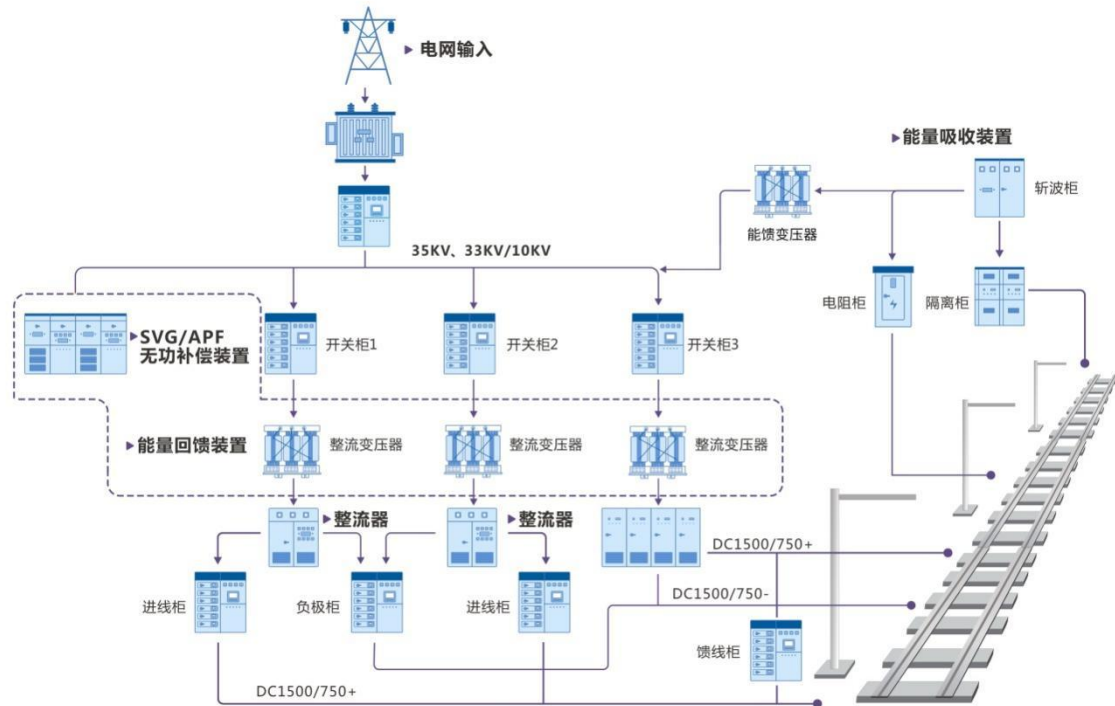 电网输入
能量吸收装置
斩波柜
能馈变压器
35KV、33KV/10KV
电阻柜
隔离柜
SVG/APF
无功补偿装置
开关柜1
开关柜2
开关柜3
能量回馈装置
整流变压器
整流变压器
整流变压器
整流器
整流器
DC1500/750+
进线柜
负极柜
进线柜
DC1500/750-
馈线柜
DC1500/750+